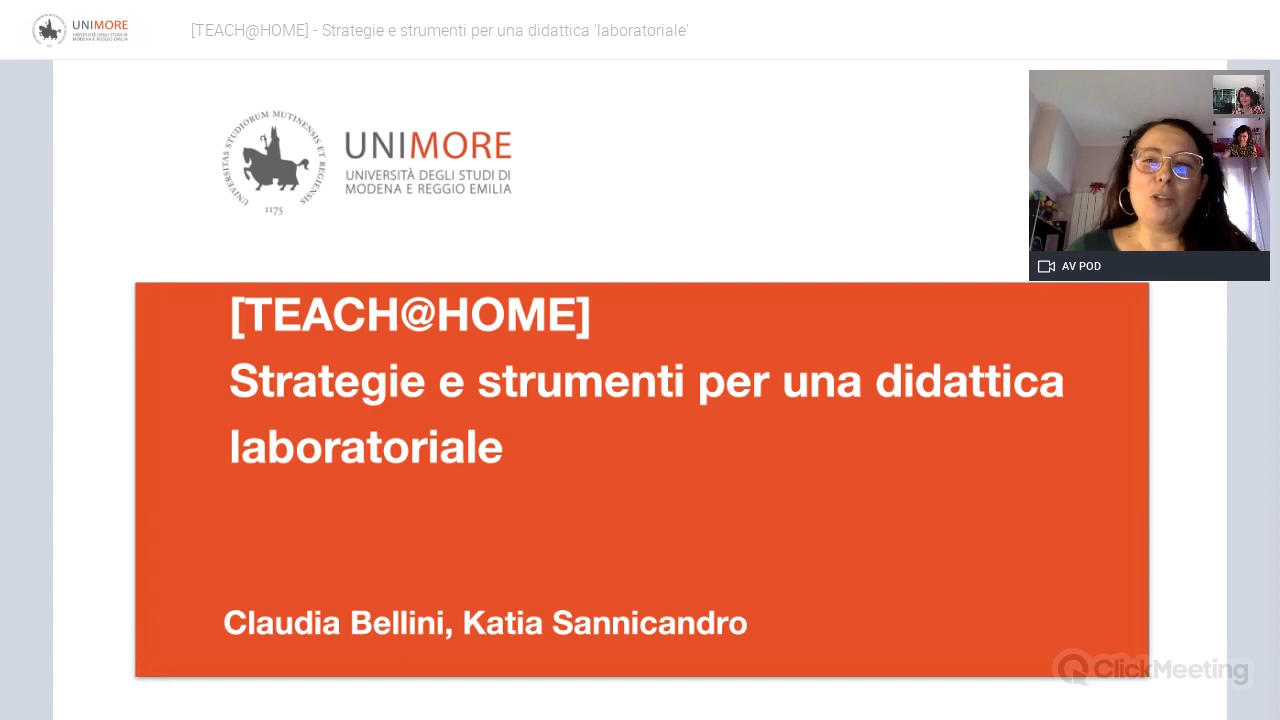 UNIMORE
UNIVERSITÀ DEGLI STUDI DI
MODENA E REGGIO EMILIA
[TEACH@HOME] - Strategie e strumenti per una didattica 'laboratoriale'
UNIVERSITAS STUDIORUM MUTINENSIS ET REGIENSIS
1175
UNIMORE
UNIVERSITÀ DEGLI STUDI DI
MODENA E REGGIO EMILIA
AV POD
[TEACH@HOME]
Strategie e strumenti per una didattica
laboratoriale
Claudia Bellini, Katia Sannicandro
ClickMeeting